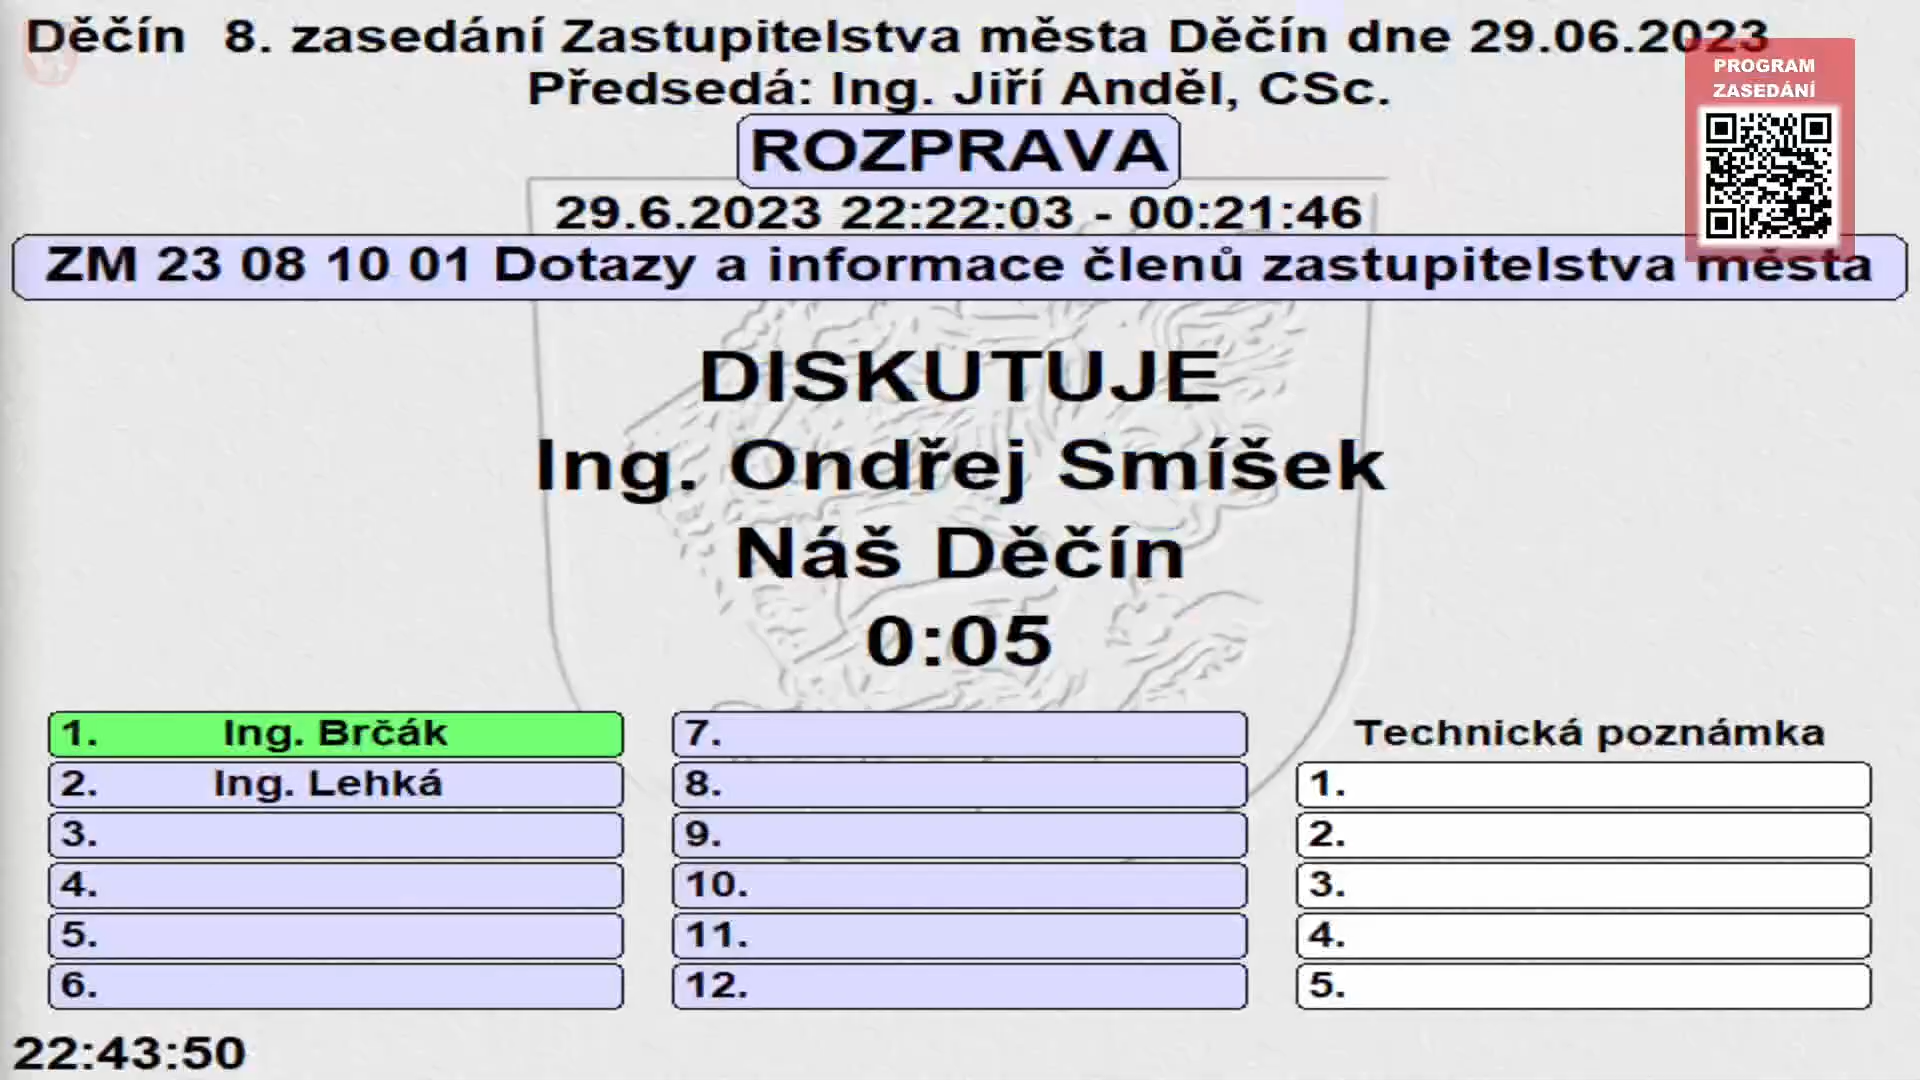 Děčín 8. zasedání Zastupitelstva města Děčín dne 29.06.2023
Předsedá: Ing. Jiří Anděl, CSc.
PROGRAM
ZASEDÁNÍ
ROZPRAVA
29.6.2023 22:22:03 - 00:21:46
ZM 23 08 10 01 Dotazy a informace členů zastupitelstva města
DISKUTUJE
Ing. Ondřej Smíšek
Náš Děčín
0:05
1. Ing. Brčák
2. Ing. Lehká
3.
4.
5.
6.
7.
8.
9.
10.
11.
12.
Technická poznámka
1.
2.
3.
4.
5.
22:43:50